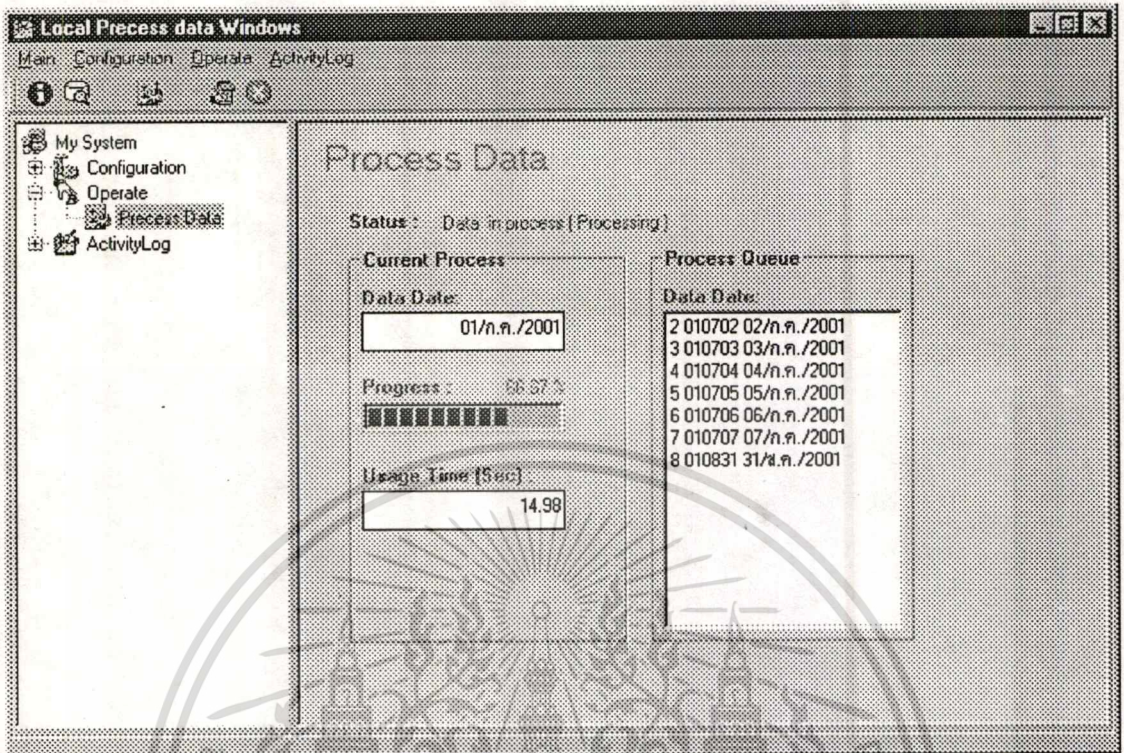 Local Precess data Windows
Main Configuration Operate ActivityLog
My System
Configuration
Operate
Precess Data
ActivityLog
Process Data
Status : Data in process ( Processing )
Current Process
Data Date:
01/ก.ค./2001
Progress : 66.67 %
Usage Time (Sec)
14.98
Process Queue
Data Date:
2 010702 02/ก.ค./2001
3 010703 03/ก.ค./2001
4 010704 04/ก.ค./2001
5 010705 05/ก.ค./2001
6 010706 06/ก.ค./2001
7 010707 07/ก.ค./2001
8 010831 31/ส.ค./2001